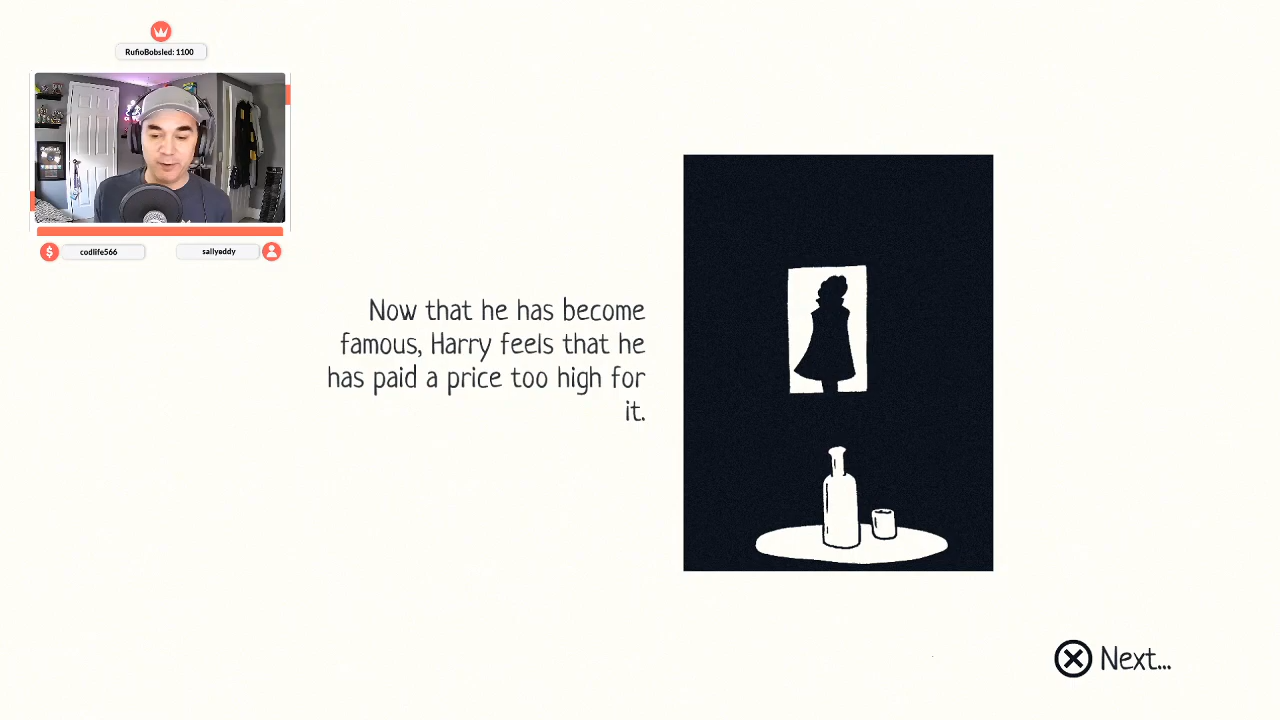 RufioBobsled: 1100
codlife566
sallyeddy
Now that he has become
famous, Harry feels that he
has paid a price too high for
it.
Next...